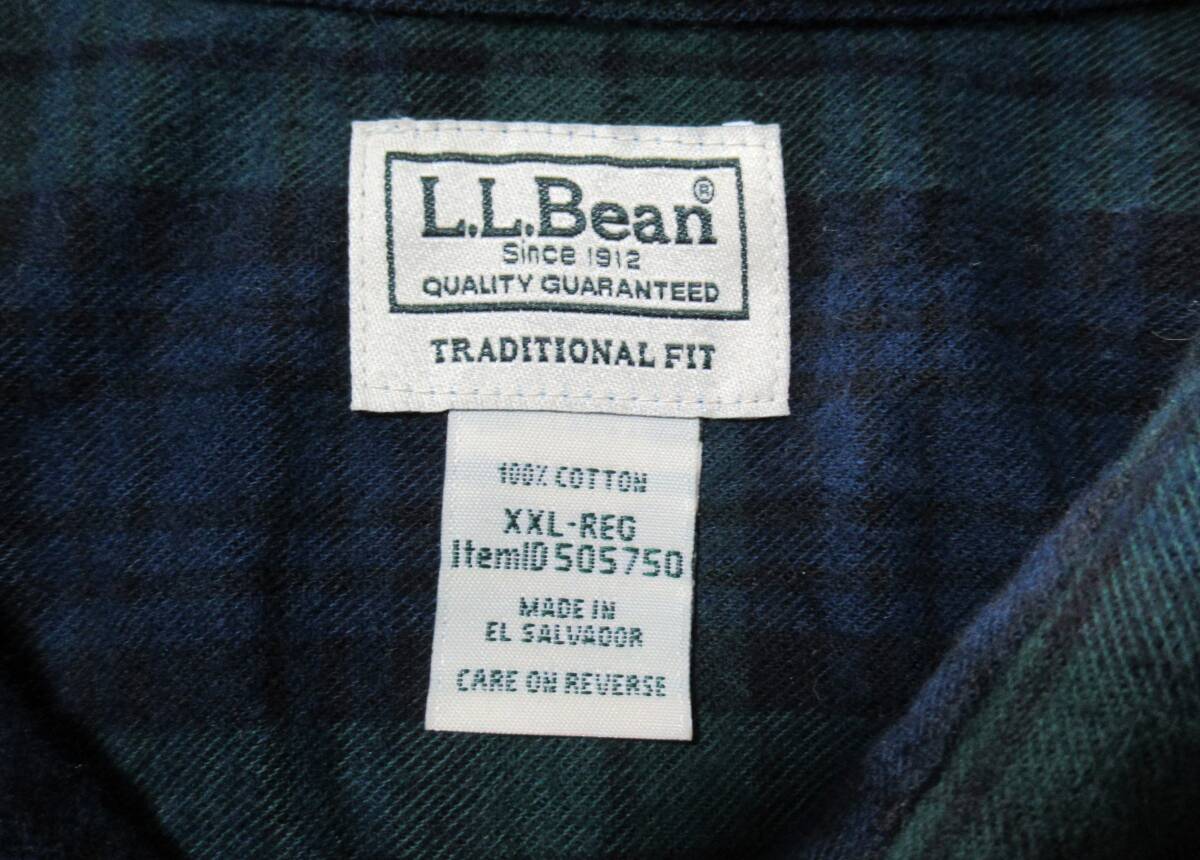 L.L.Bean®
Since 1912
QUALITY GUARANTEED
TRADITIONAL FIT
100% COTTON
XXL-REG
ItemID 505750
MADE IN
EL SALVADOR
CARE ON REVERSE